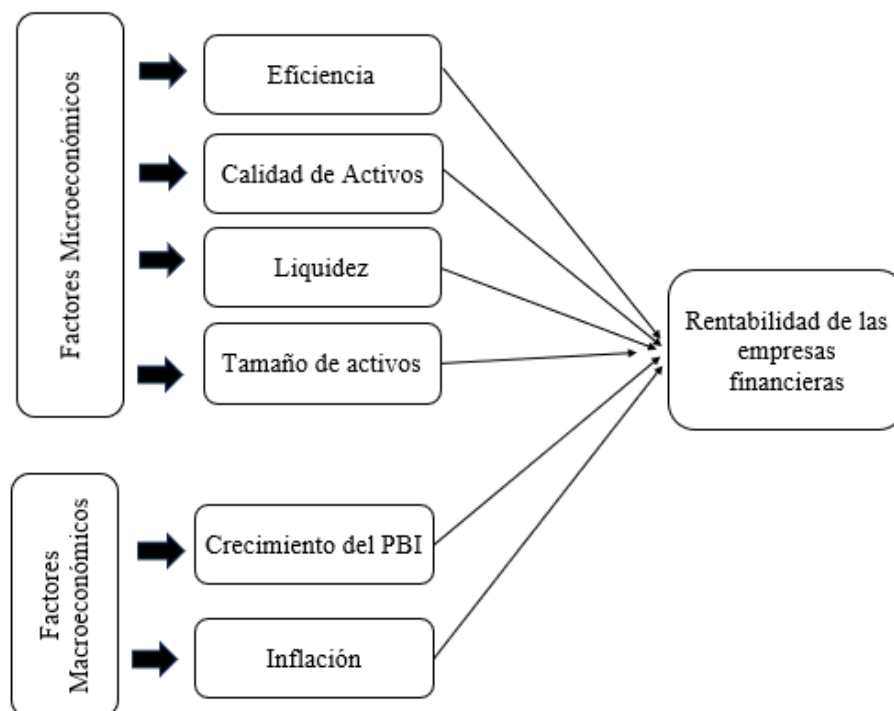 Factores Microeconómicos
Eficiencia
Calidad de Activos
Liquidez
Tamaño de activos
Factores
Macroeconómicos
Crecimiento del PBI
Inflación
Rentabilidad de las
empresas
financieras